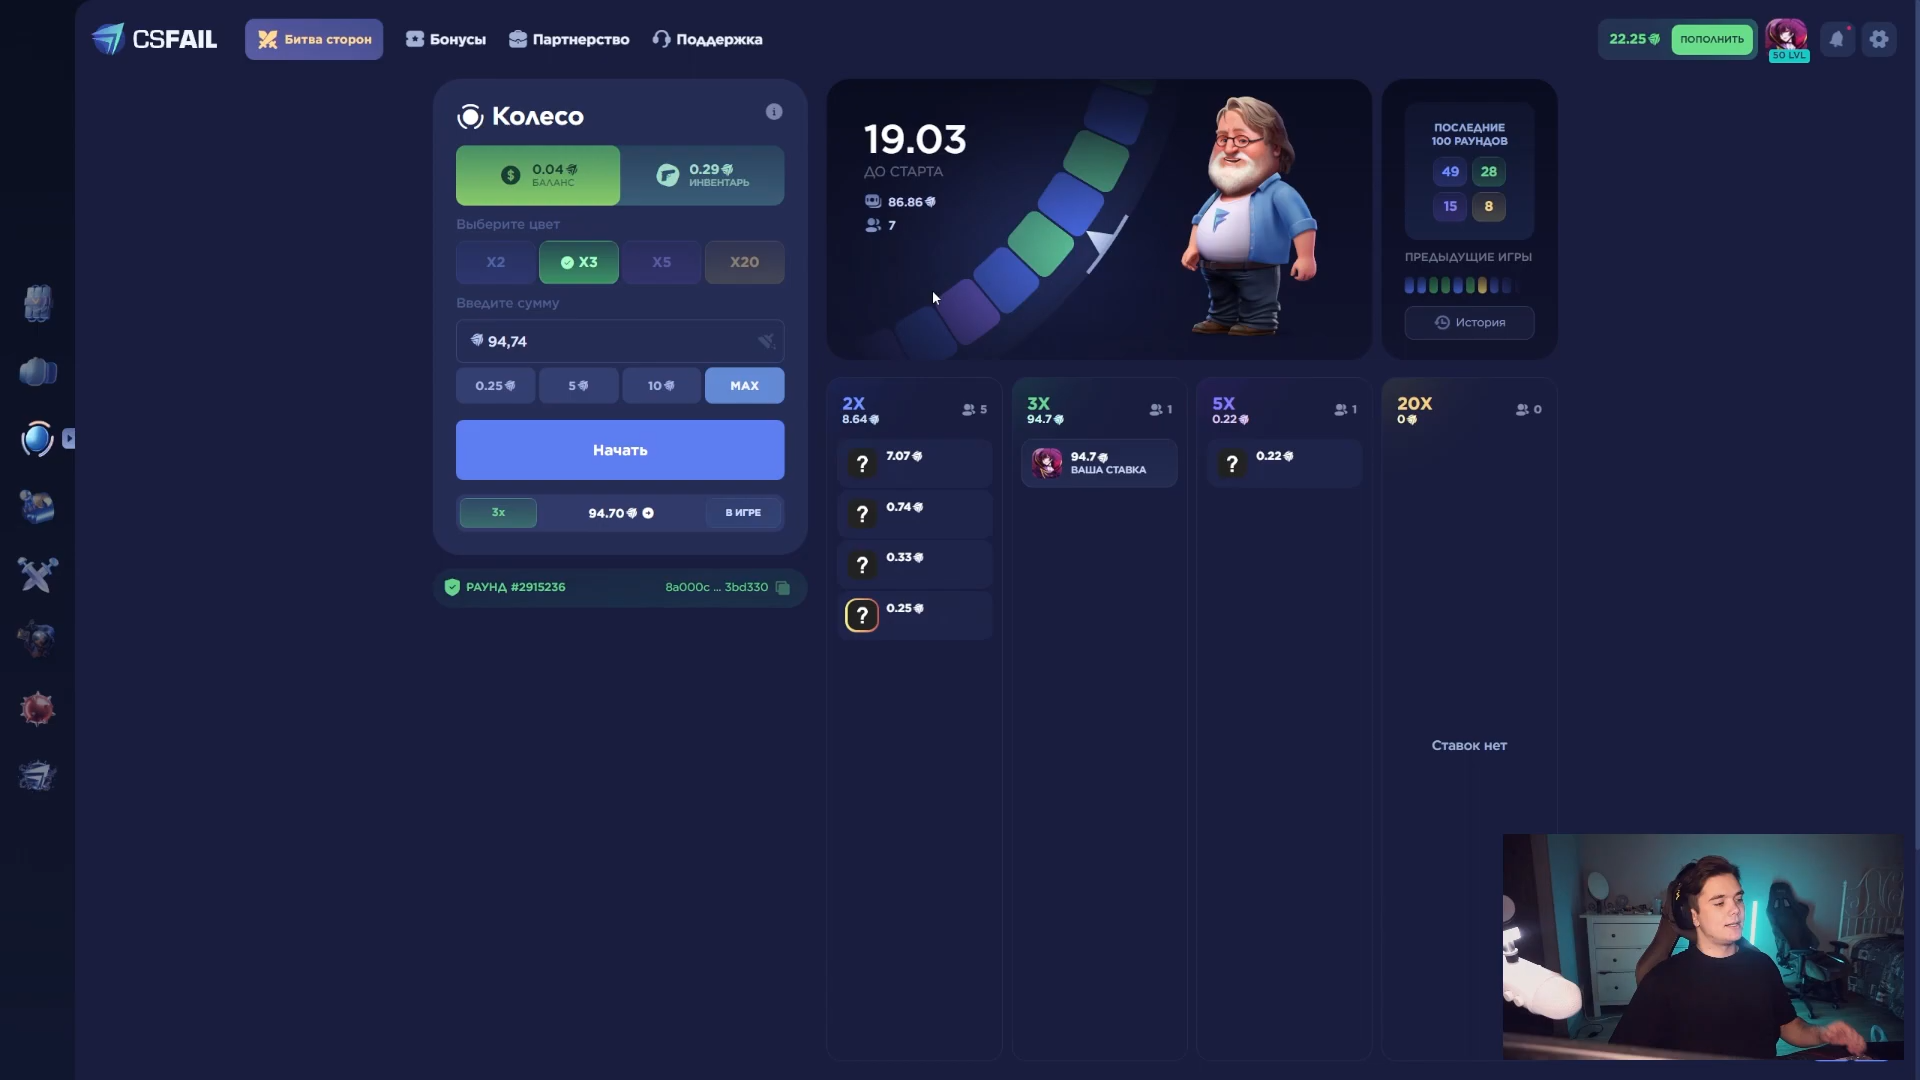 CSFAIL
Битва сторон
Бонусы
Партнерство
Поддержка
22.25
ПОПОЛНИТЬ
50 LVL
Колесо
0.04
БАЛАНС
0.29
ИНВЕНТАРЬ
Выберите цвет
X2
X3
X5
X20
Введите сумму
94,74
0.25
5
10
MAX
Начать
3x
94.70
В ИГРЕ
РАУНД #2915236
8a000c ... 3bd330
19.03
ДО СТАРТА
86.86
7
ПОСЛЕДНИЕ
100 РАУНДОВ
49
28
15
8
ПРЕДЫДУЩИЕ ИГРЫ
История
2X
8.64
5
? 7.07
? 0.74
? 0.33
? 0.25
3X
94.7
1
94.7
ВАША СТАВКА
5X
0.22
1
? 0.22
20X
0
0
Ставок нет